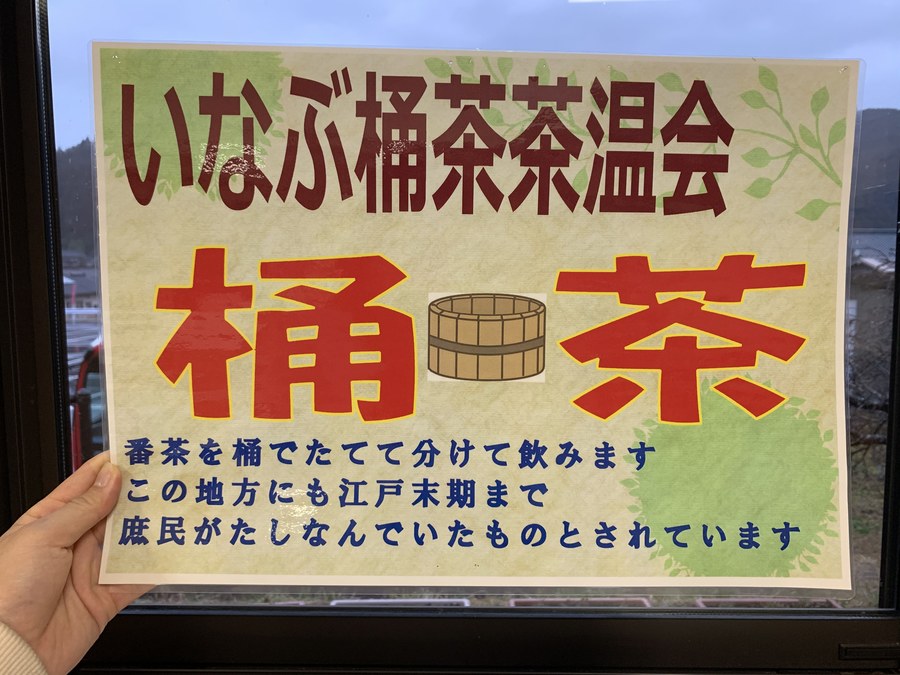 いなぶ桶茶茶温会
桶茶
番茶を桶でたてて分けて飲みます
この地方にも江戸末期まで
庶民がたしなんでいたものとされています